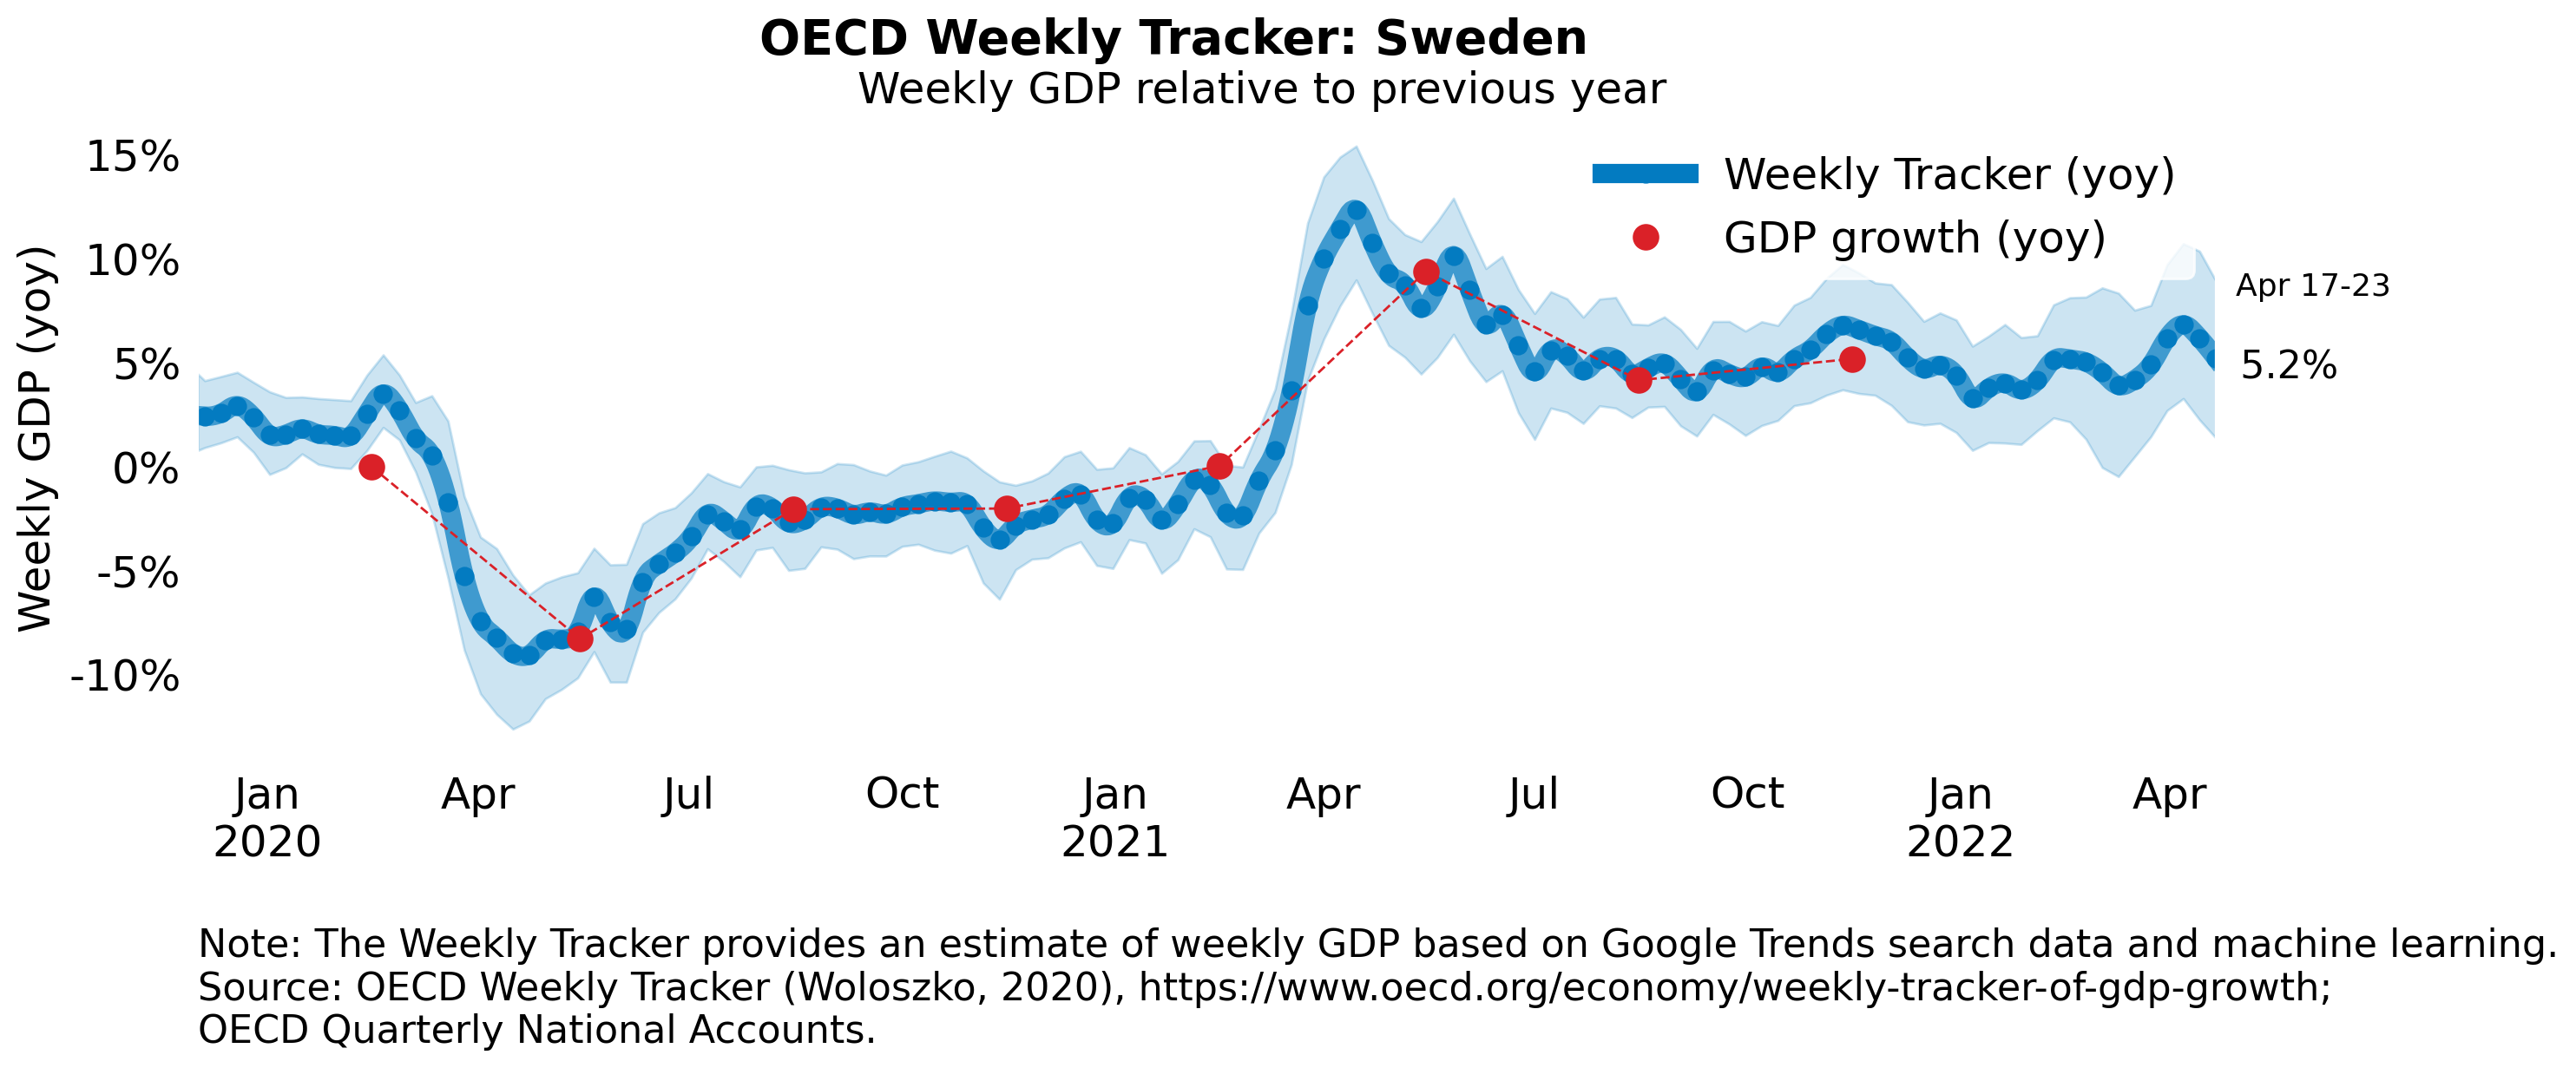 OECD Weekly Tracker: Sweden
Weekly GDP relative to previous year
Weekly GDP (yoy)
15%
10%
5%
0%
-5%
-10%
Weekly Tracker (yoy)
GDP growth (yoy)
Apr 17-23
5.2%
Jan Apr Jul Oct Jan Apr Jul Oct Jan Apr
2020 2021 2022
Note: The Weekly Tracker provides an estimate of weekly GDP based on Google Trends search data and machine learning.
Source: OECD Weekly Tracker (Woloszko, 2020), https://www.oecd.org/economy/weekly-tracker-of-gdp-growth;
OECD Quarterly National Accounts.